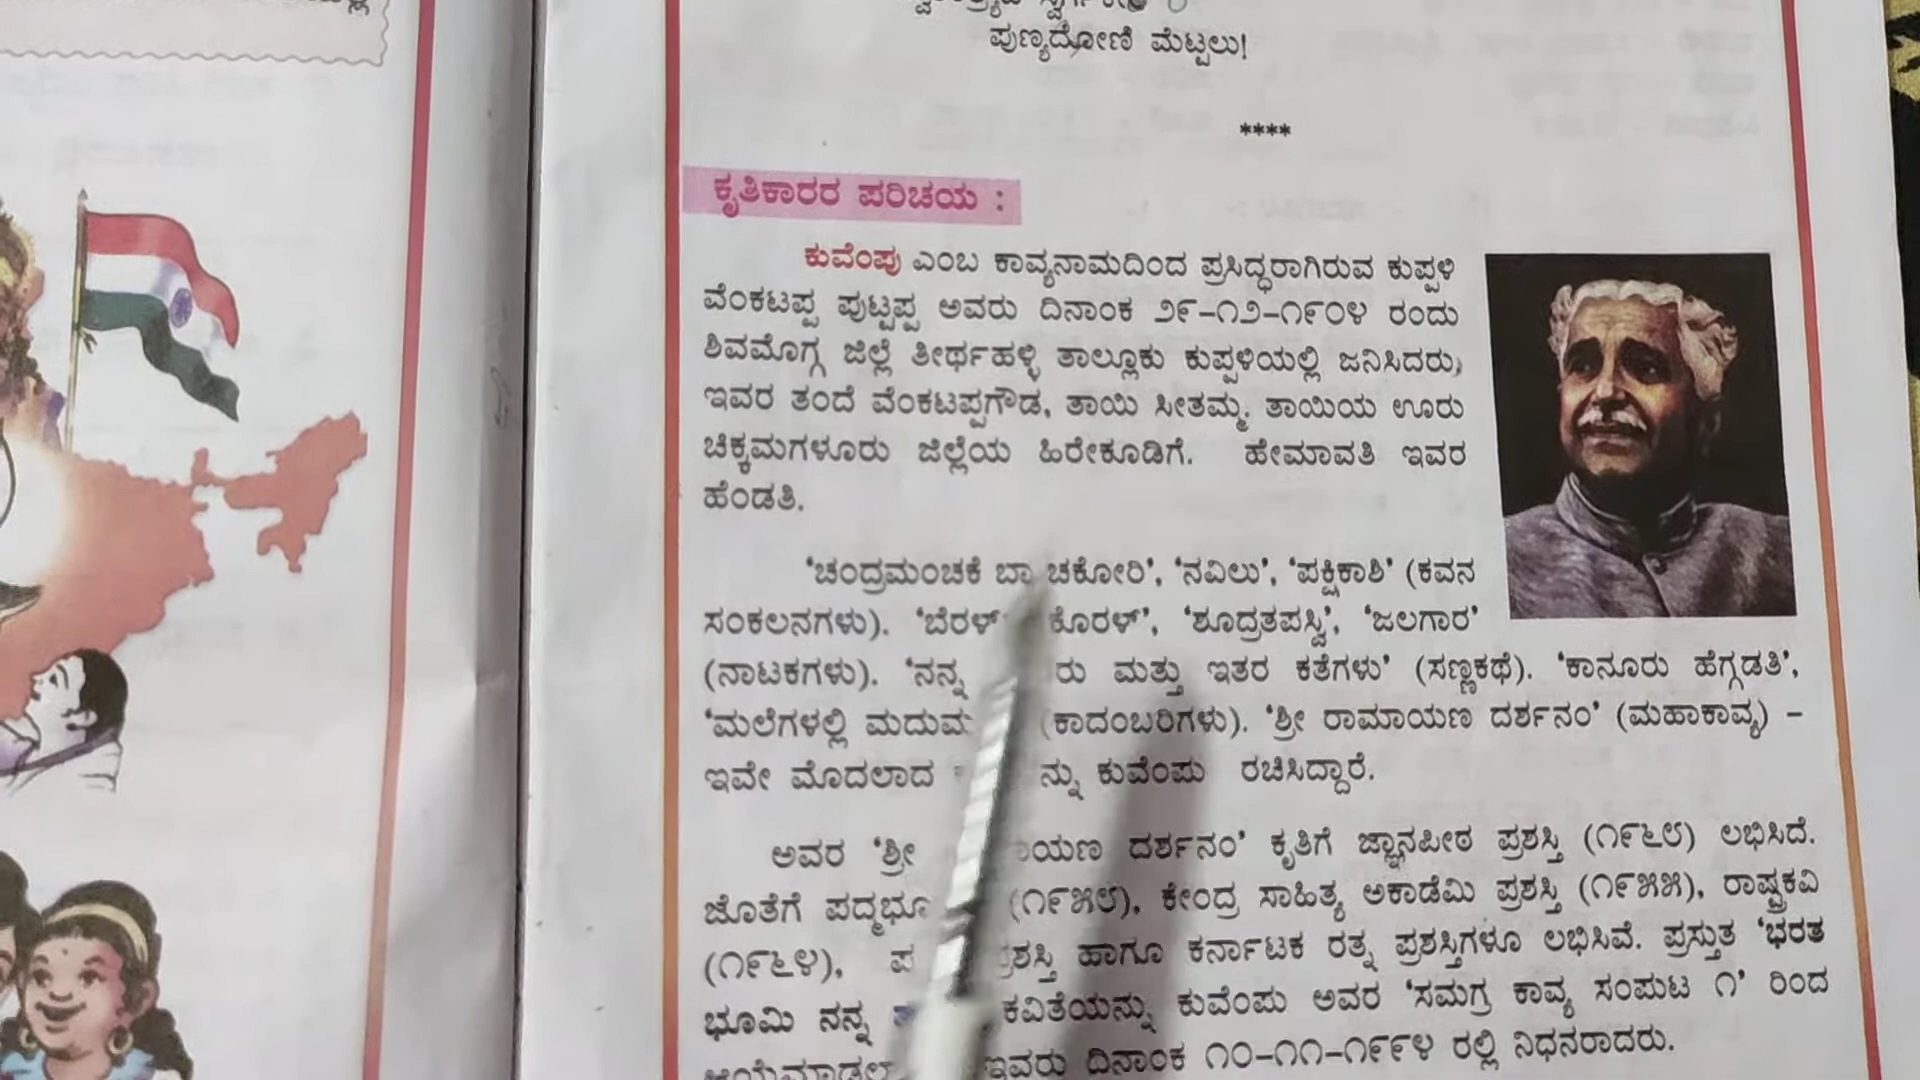 ಪುಣ್ಯದೋಣಿ ಮೆಟ್ಟಲು!
****
ಕೃತಿಕಾರರ ಪರಿಚಯ :
ಕುವೆಂಪು ಎಂಬ ಕಾವ್ಯನಾಮದಿಂದ ಪ್ರಸಿದ್ಧರಾಗಿರುವ ಕುಪ್ಪಳಿ
ವೆಂಕಟಪ್ಪ ಪುಟ್ಟಪ್ಪ ಅವರು ದಿನಾಂಕ ೨೯-೧೨-೧೯೦೪ ರಂದು
ಶಿವಮೊಗ್ಗ ಜಿಲ್ಲೆ ತೀರ್ಥಹಳ್ಳಿ ತಾಲ್ಲೂಕು ಕುಪ್ಪಳಿಯಲ್ಲಿ ಜನಿಸಿದರು.
ಇವರ ತಂದೆ ವೆಂಕಟಪ್ಪಗೌಡ, ತಾಯಿ ಸೀತಮ್ಮ. ತಾಯಿಯ ಊರು
ಚಿಕ್ಕಮಗಳೂರು ಜಿಲ್ಲೆಯ ಹಿರೇಕೂಡಿಗೆ. ಹೇಮಾವತಿ ಇವರ
ಹೆಂಡತಿ.
'ಚಂದ್ರಮಂಚಕೆ ಬಾ ಚಕೋರಿ', 'ನವಿಲು', 'ಪಕ್ಷಿಕಾಶಿ' (ಕವನ
ಸಂಕಲನಗಳು). 'ಬೆರಳ್‌ ಕೊರಳ್', 'ಶೂದ್ರತಪಸ್ವಿ', 'ಜಲಗಾರ'
(ನಾಟಕಗಳು). 'ನನ್ನ ಮತ್ತು ಇತರ ಕತೆಗಳು' (ಸಣ್ಣಕಥೆ). 'ಕಾನೂರು ಹೆಗ್ಗಡತಿ',
'ಮಲೆಗಳಲ್ಲಿ (ಕಾದಂಬರಿಗಳು). 'ಶ್ರೀ ರಾಮಾಯಣ ದರ್ಶನಂ' (ಮಹಾಕಾವ್ಯ) –
ಇವೇ ಮೊದಲಾದ ಕುವೆಂಪು ರಚಿಸಿದ್ದಾರೆ.
ಅವರ 'ಶ್ರೀ ದರ್ಶನಂ' ಕೃತಿಗೆ ಜ್ಞಾನಪೀಠ ಪ್ರಶಸ್ತಿ (೧೯೬೮) ಲಭಿಸಿದೆ.
ಜೊತೆಗೆ (೧೯೫೮), ಕೇಂದ್ರ ಸಾಹಿತ್ಯ ಅಕಾಡೆಮಿ ಪ್ರಶಸ್ತಿ (೧೯೫೫), ರಾಷ್ಟ್ರಕವಿ
(೧೯೬೪), ಹಾಗೂ ಕರ್ನಾಟಕ ರತ್ನ ಪ್ರಶಸ್ತಿಗಳೂ ಲಭಿಸಿವೆ. ಪ್ರಸ್ತುತ 'ಭರತ
ಭೂಮಿ ನನ್ನ ಕವಿತೆಯನ್ನು ಕುವೆಂಪು ಅವರ 'ಸಮಗ್ರ ಕಾವ್ಯ ಸಂಪುಟ ೧' ರಿಂದ
ಇವರು ದಿನಾಂಕ ೧೦-೧೧-೧೯೯೪ ರಲ್ಲಿ ನಿಧನರಾದರು.